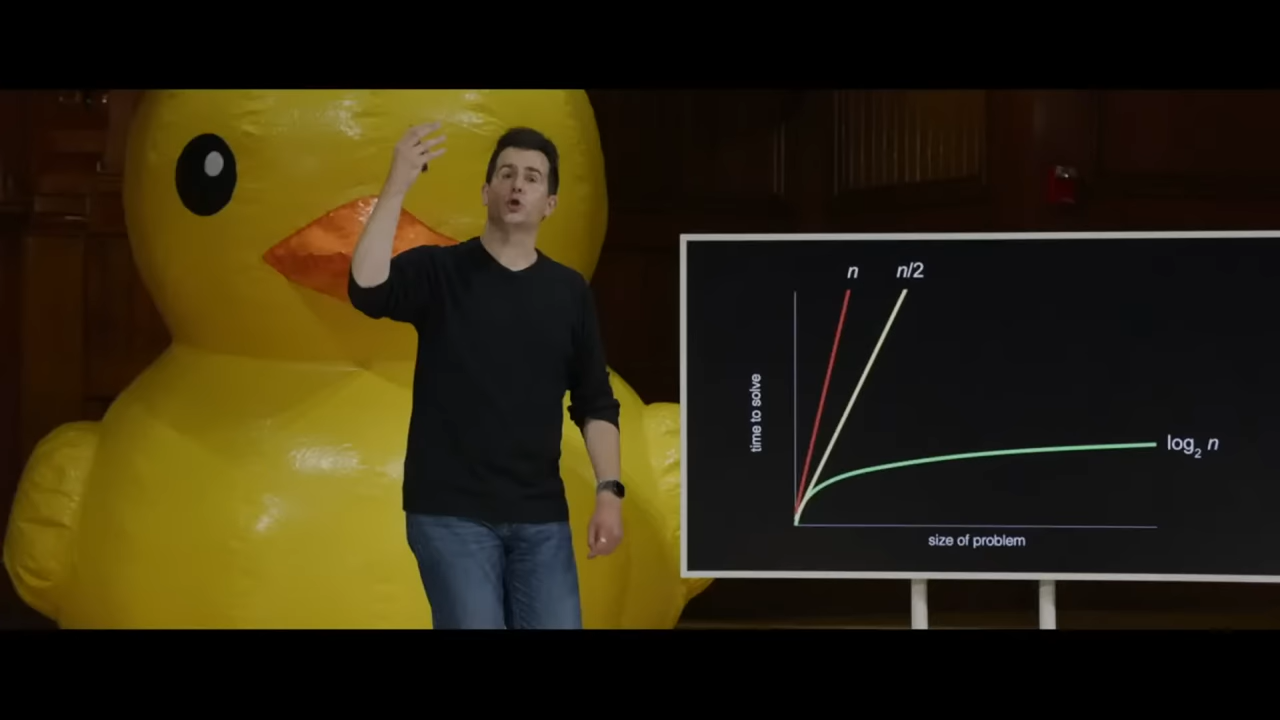 n
n/2
time to solve
log₂ n
size of problem